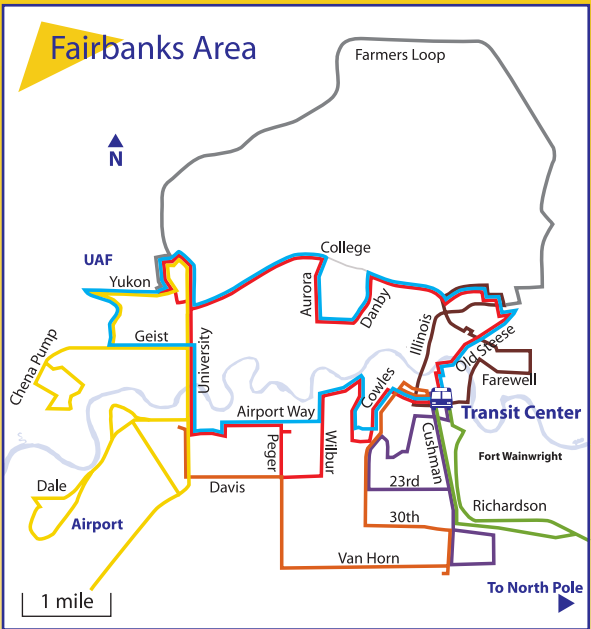 Fairbanks Area
Farmers Loop
N
College
UAF
Yukon
Aurora
Danby
Illinois
Geist
University
Old Steese
Chena Pump
Farewell
Cowles
Airport Way
Transit Center
Peger
Wilbur
Cushman
Fort Wainwright
Dale
Davis
23rd
Richardson
Airport
30th
Van Horn
To North Pole
1 mile